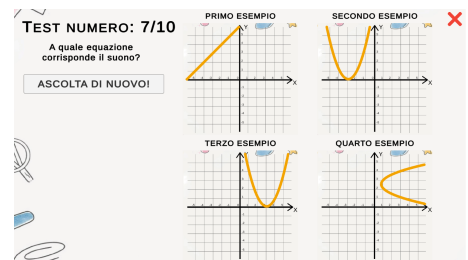 TEST NUMERO: 7/10
A quale equazione
corrisponde il suono?
ASCOLTA DI NUOVO!
PRIMO ESEMPIO
Y
X
SECONDO ESEMPIO
Y
X
TERZO ESEMPIO
Y
X
QUARTO ESEMPIO
Y
X